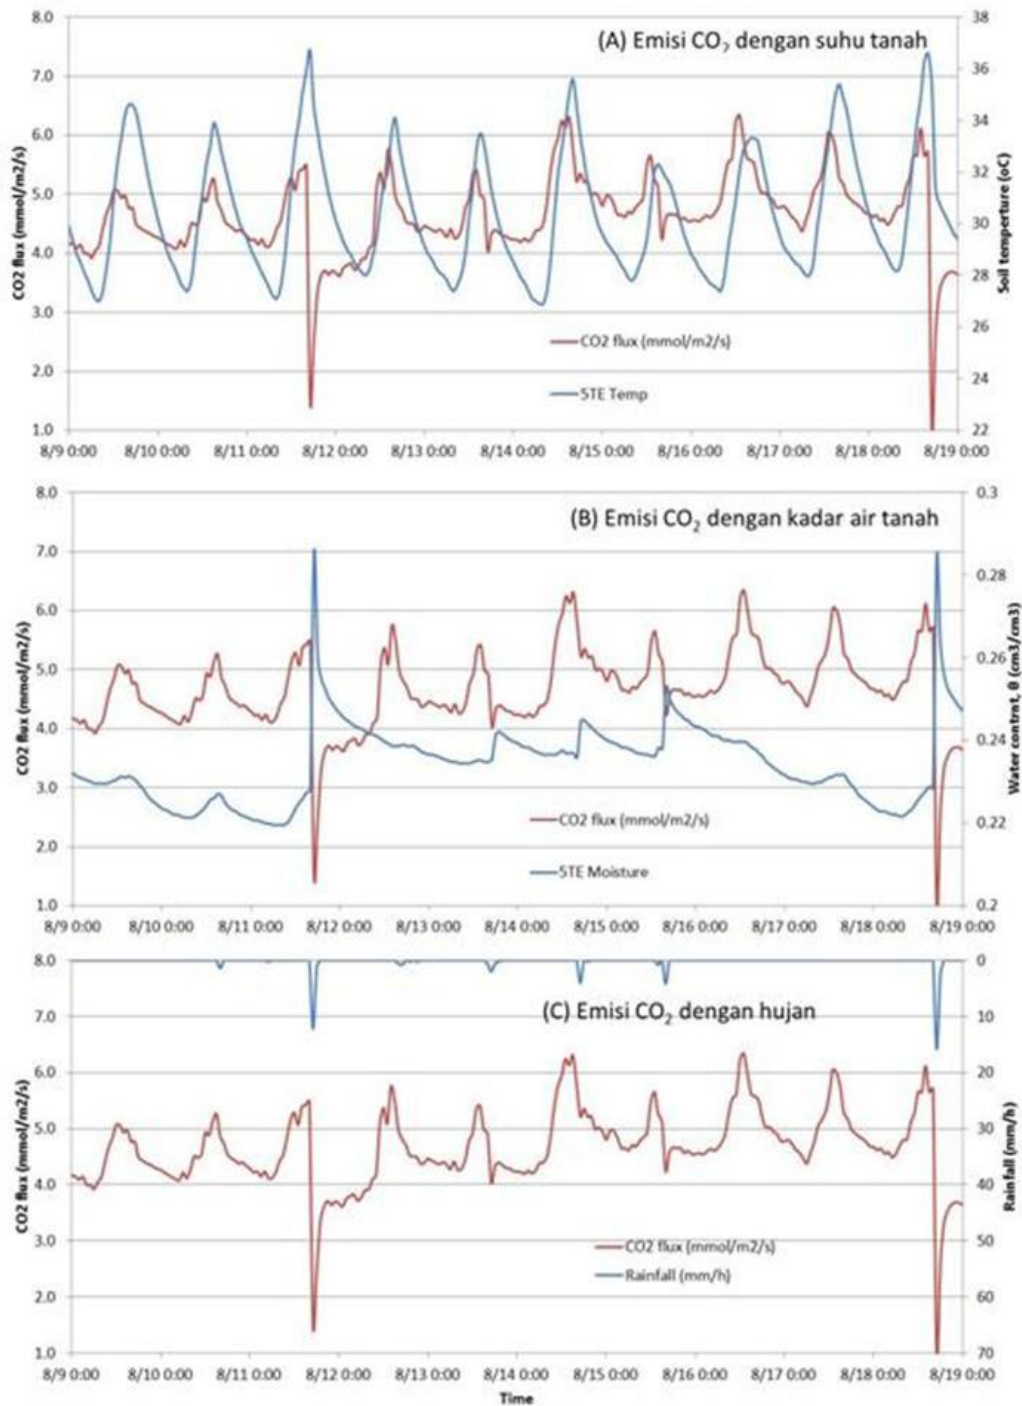 (A) Emisi CO2 dengan suhu tanah
CO2 flux (mmol/m2/s)
8.0
7.0
6.0
5.0
4.0
3.0
2.0
1.0
38
36
34
32
30
28
26
24
22
Soil temperture (oC)
CO2 flux (mmol/m2/s)
5TE Temp
8/9 0:00 8/10 0:00 8/11 0:00 8/12 0:00 8/13 0:00 8/14 0:00 8/15 0:00 8/16 0:00 8/17 0:00 8/18 0:00 8/19 0:00
(B) Emisi CO2 dengan kadar air tanah
CO2 flux (mmol/m2/s)
8.0
7.0
6.0
5.0
4.0
3.0
2.0
1.0
0.3
0.28
0.26
0.24
0.22
0.2
Water contnt, θ (cm3/cm3)
CO2 flux (mmol/m2/s)
5TE Moisture
8/9 0:00 8/10 0:00 8/11 0:00 8/12 0:00 8/13 0:00 8/14 0:00 8/15 0:00 8/16 0:00 8/17 0:00 8/18 0:00 8/19 0:00
(C) Emisi CO2 dengan hujan
CO2 flux (mmol/m2/s)
8.0
7.0
6.0
5.0
4.0
3.0
2.0
1.0
0
10
20
30
40
50
60
70
Rainfall (mm/h)
CO2 flux (mmol/m2/s)
Rainfall (mm/h)
8/9 0:00 8/10 0:00 8/11 0:00 8/12 0:00 8/13 0:00 8/14 0:00 8/15 0:00 8/16 0:00 8/17 0:00 8/18 0:00 8/19 0:00
Time